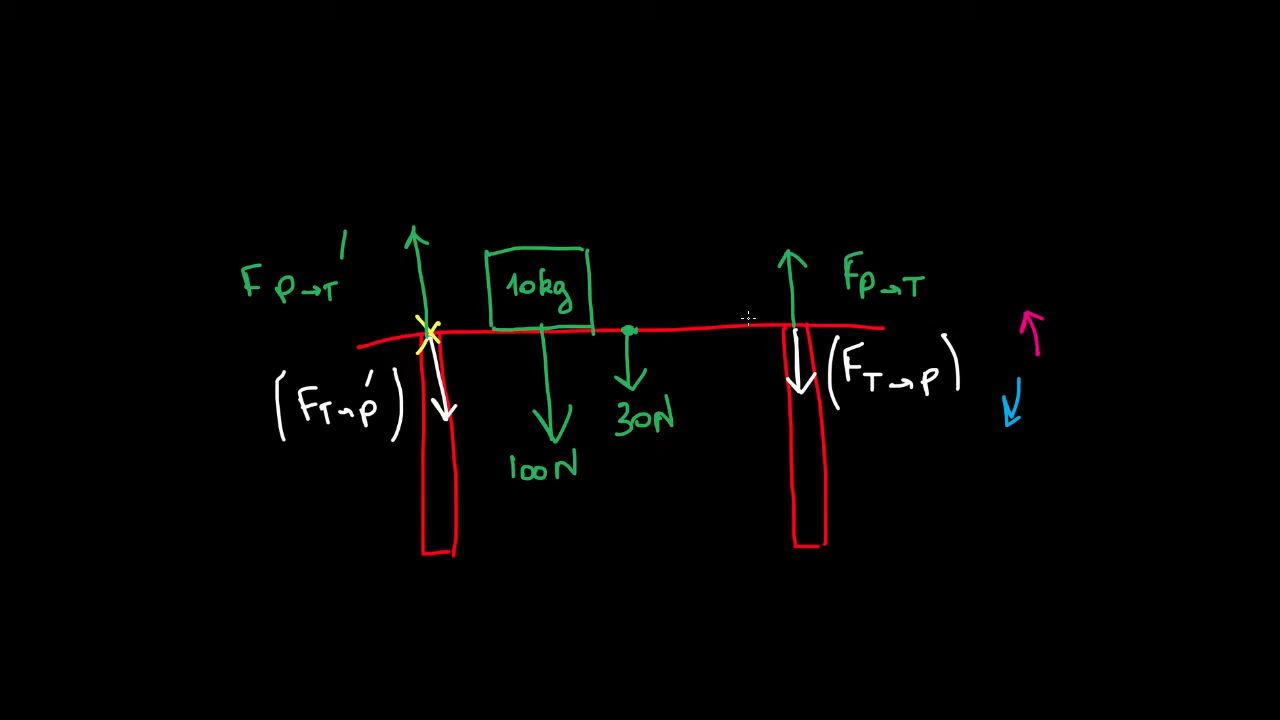 F P→T'
10kg
F P→T
(F T→P')
(F T→P)
30N
100N